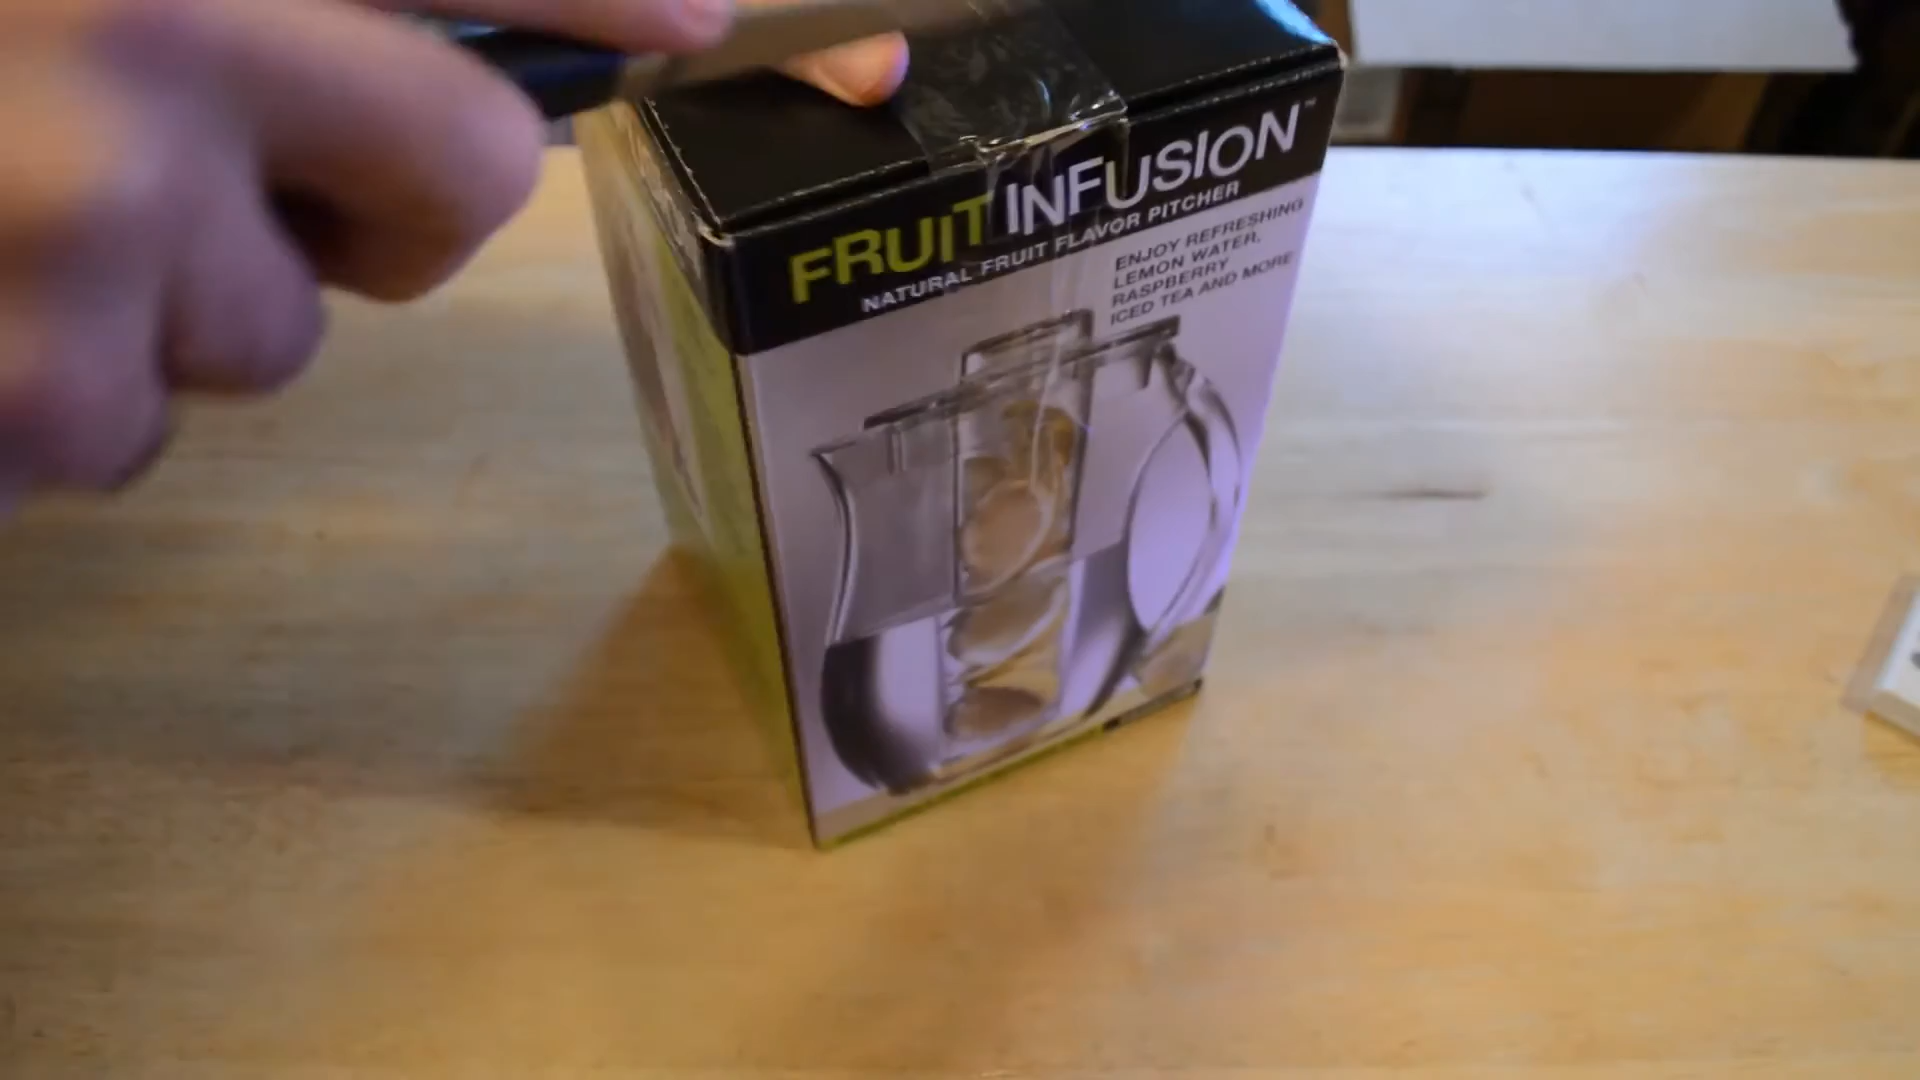 FRUIT INFUSION™
NATURAL FRUIT FLAVOR PITCHER
ENJOY REFRESHING
LEMON WATER,
RASPBERRY
ICED TEA AND MORE